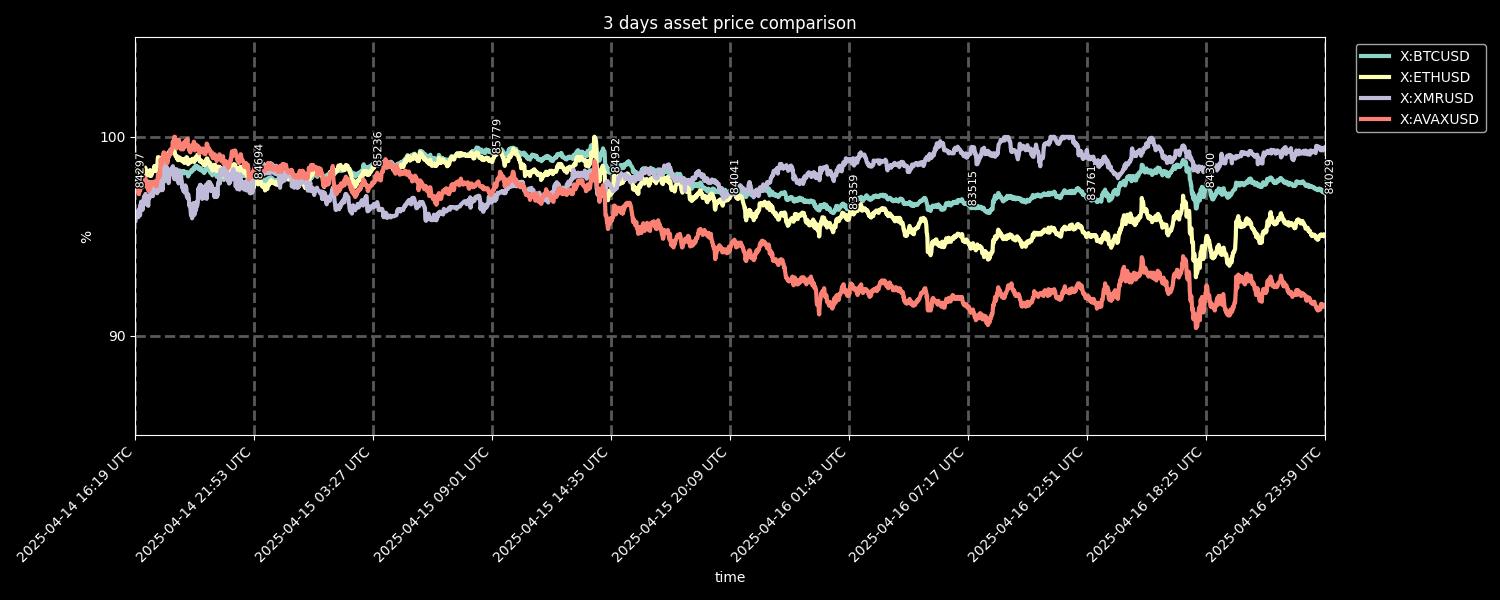 3 days asset price comparison
X:BTCUSD
X:ETHUSD
X:XMRUSD
X:AVAXUSD
100
90
%
84297
84694
85236
85779
84952
84041
83359
83515
83761
84300
84029
2025-04-14 16:19 UTC
2025-04-14 21:53 UTC
2025-04-15 03:27 UTC
2025-04-15 09:01 UTC
2025-04-15 14:35 UTC
2025-04-15 20:09 UTC
2025-04-16 01:43 UTC
2025-04-16 07:17 UTC
2025-04-16 12:51 UTC
2025-04-16 18:25 UTC
2025-04-16 23:59 UTC
time